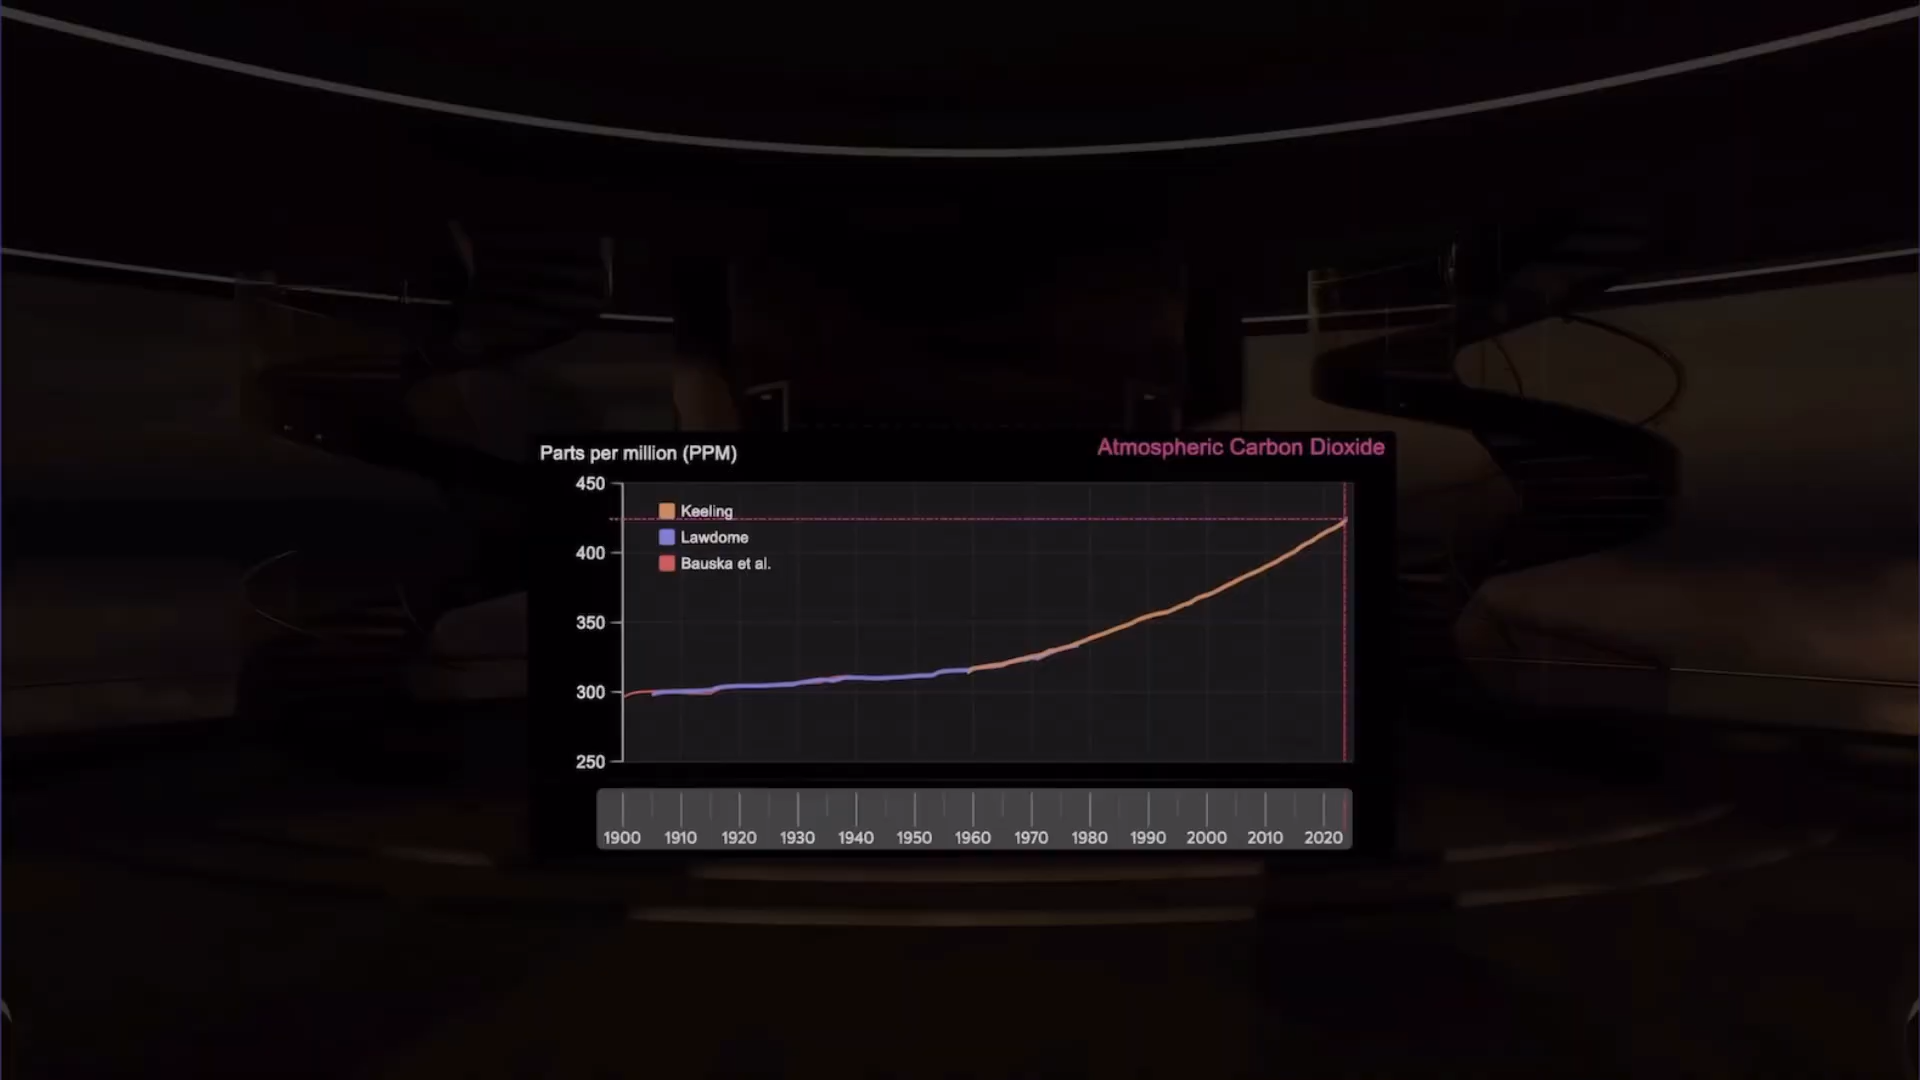 Parts per million (PPM)
Atmospheric Carbon Dioxide
450
400
350
300
250
Keeling
Lawdome
Bauska et al.
1900 1910 1920 1930 1940 1950 1960 1970 1980 1990 2000 2010 2020